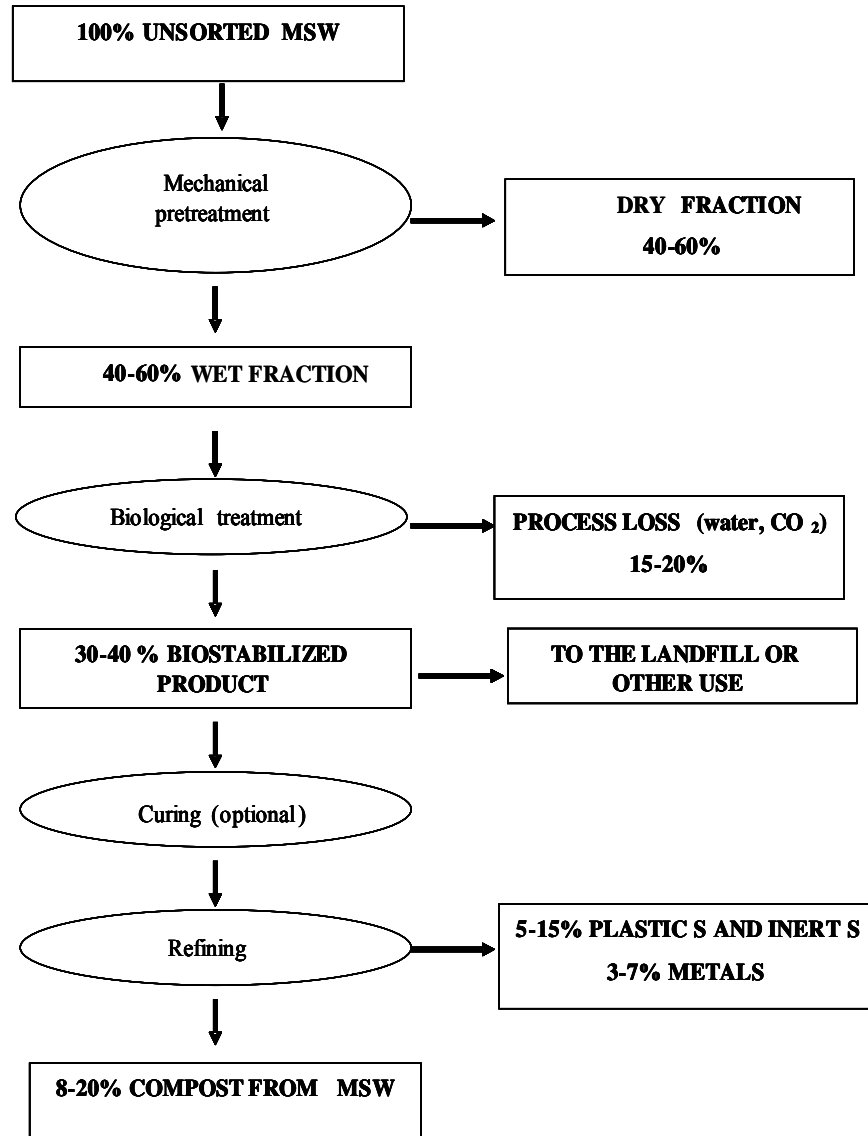 100% UNSORTED MSW
Mechanical
pretreatment
DRY FRACTION
40-60%
40-60% WET FRACTION
Biological treatment
PROCESS LOSS (water, CO 2)
15-20%
30-40 % BIOSTABILIZED
PRODUCT
TO THE LANDFILL OR
OTHER USE
Curing (optional)
Refining
5-15% PLASTIC S AND INERT S
3-7% METALS
8-20% COMPOST FROM MSW